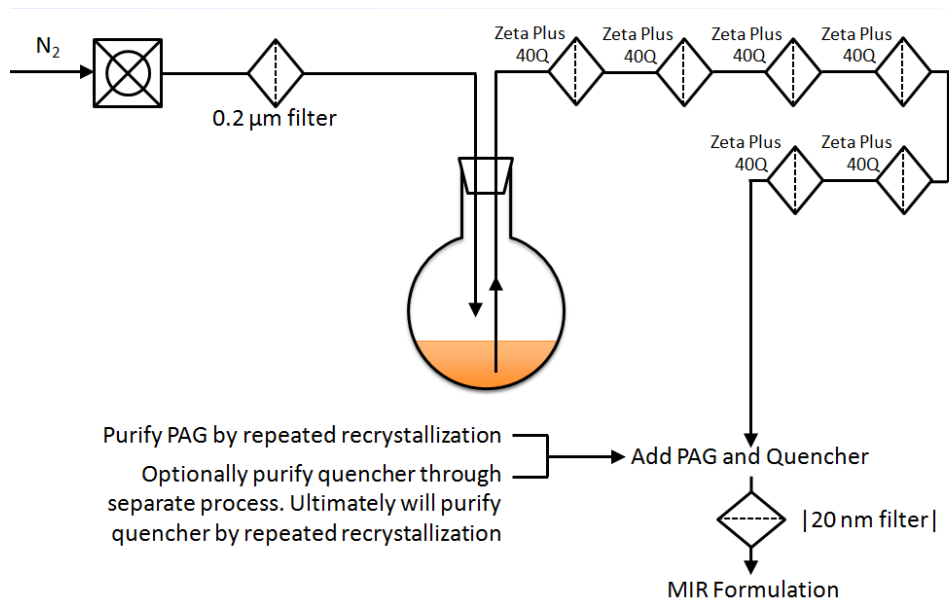 N2
0.2 µm filter
Zeta Plus
40Q
Zeta Plus
40Q
Zeta Plus
40Q
Zeta Plus
40Q
Zeta Plus
40Q
Zeta Plus
40Q
Purify PAG by repeated recrystallization
Optionally purify quencher through
separate process. Ultimately will purify
quencher by repeated recrystallization
Add PAG and Quencher
|20 nm filter|
MIR Formulation